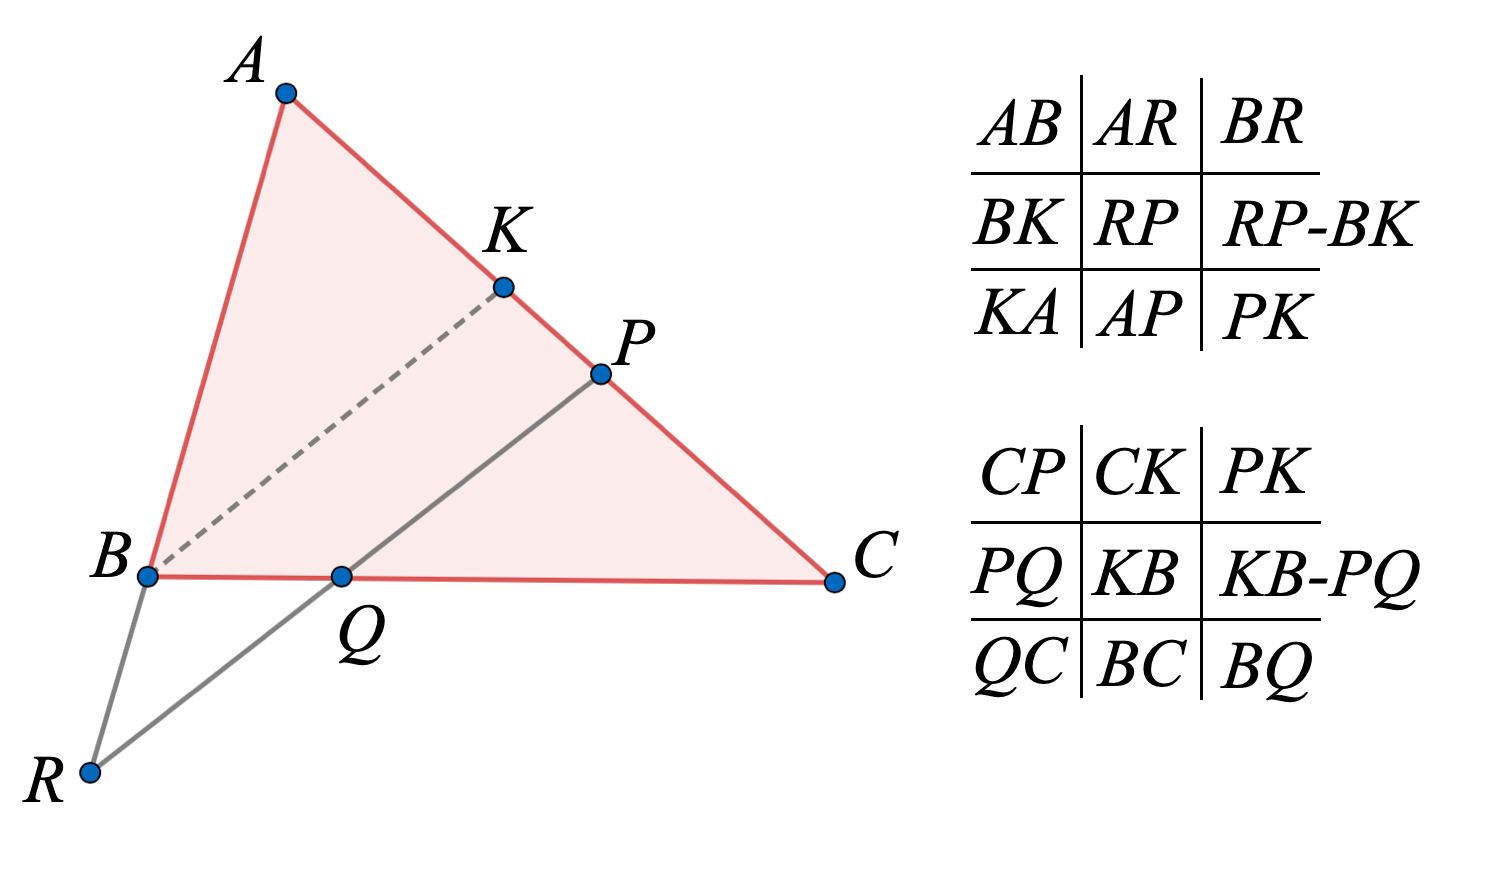 A
K
P
B
C
Q
R
AB AR BR
BK RP RP-BK
KA AP PK
CP CK PK
PQ KB KB-PQ
QC BC BQ